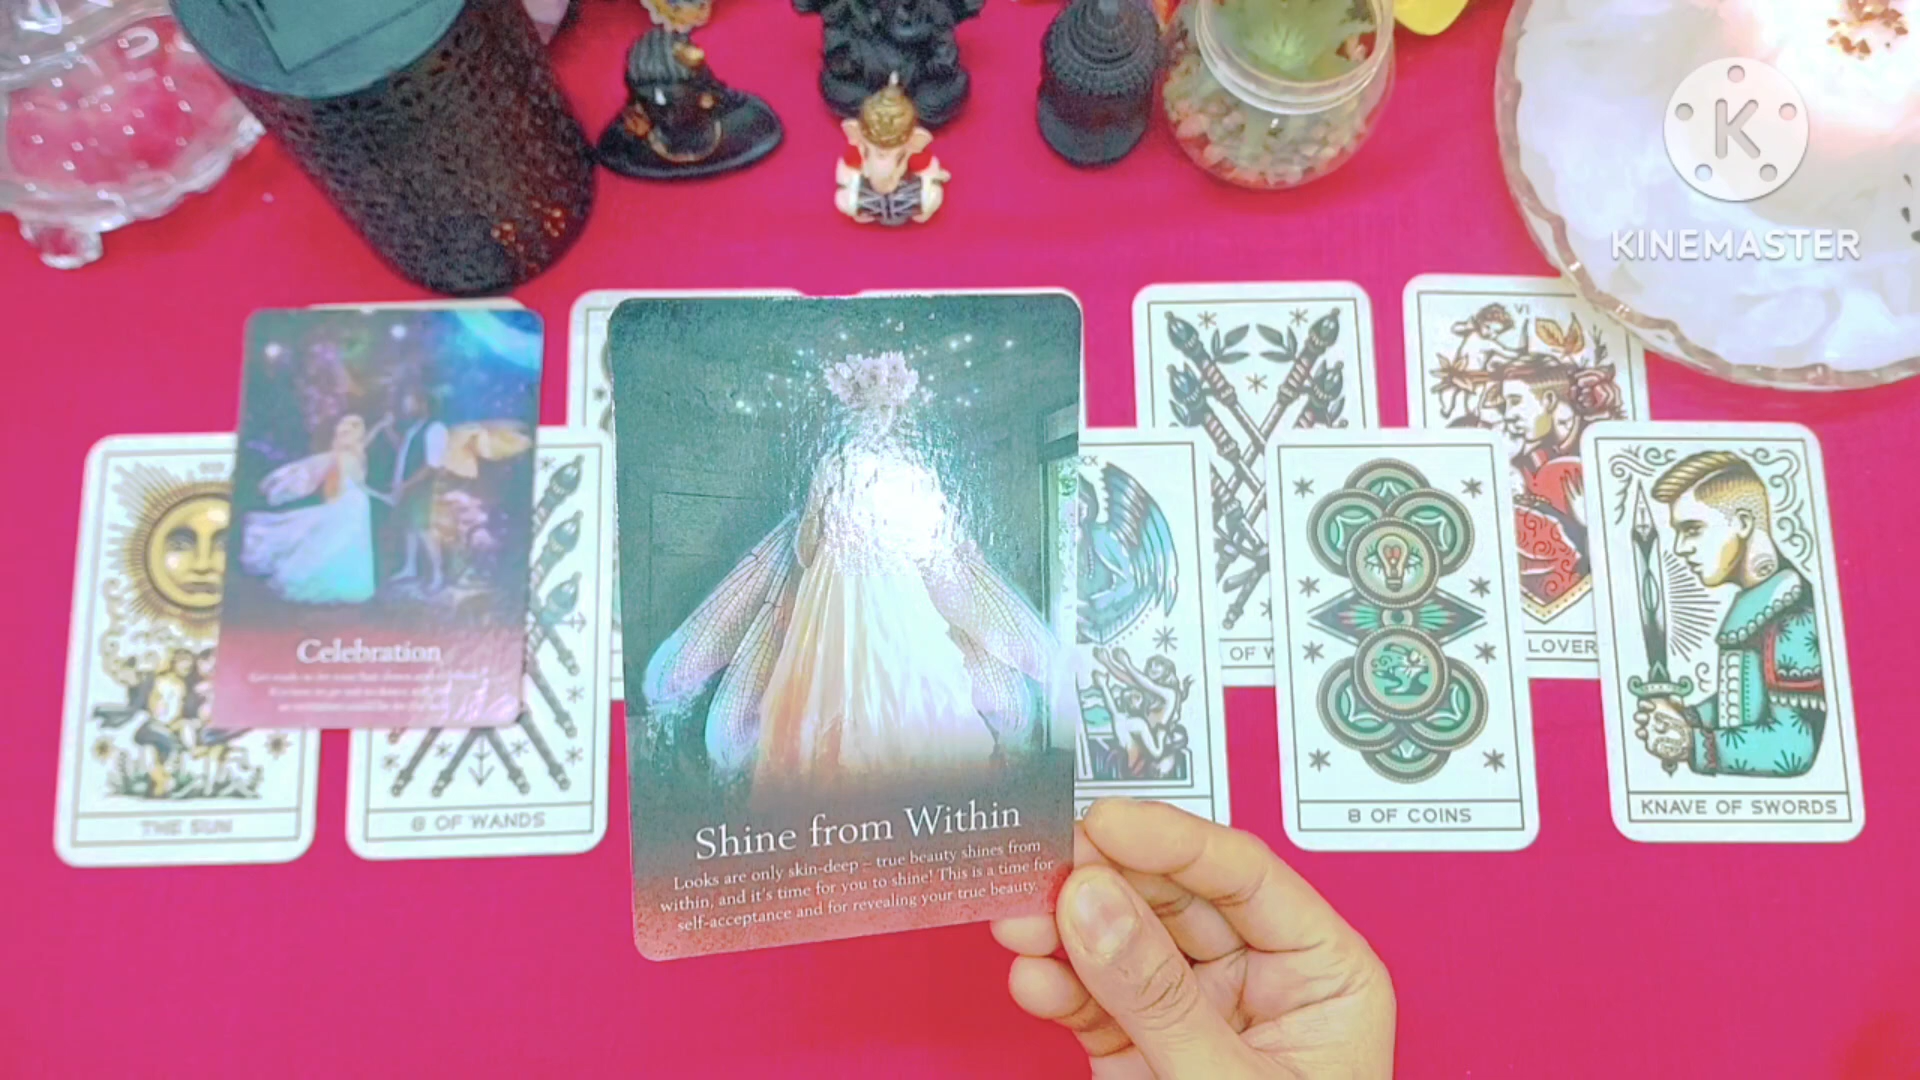 K
KINEMASTER
VI
XX
Celebration
OF W
LOVER
THE SUN
8 OF WANDS
8 OF COINS
KNAVE OF SWORDS
Shine from Within
Looks are only skin-deep – true beauty shines from
within, and it's time for you to shine! This is a time for
self-acceptance and for revealing your true beauty.